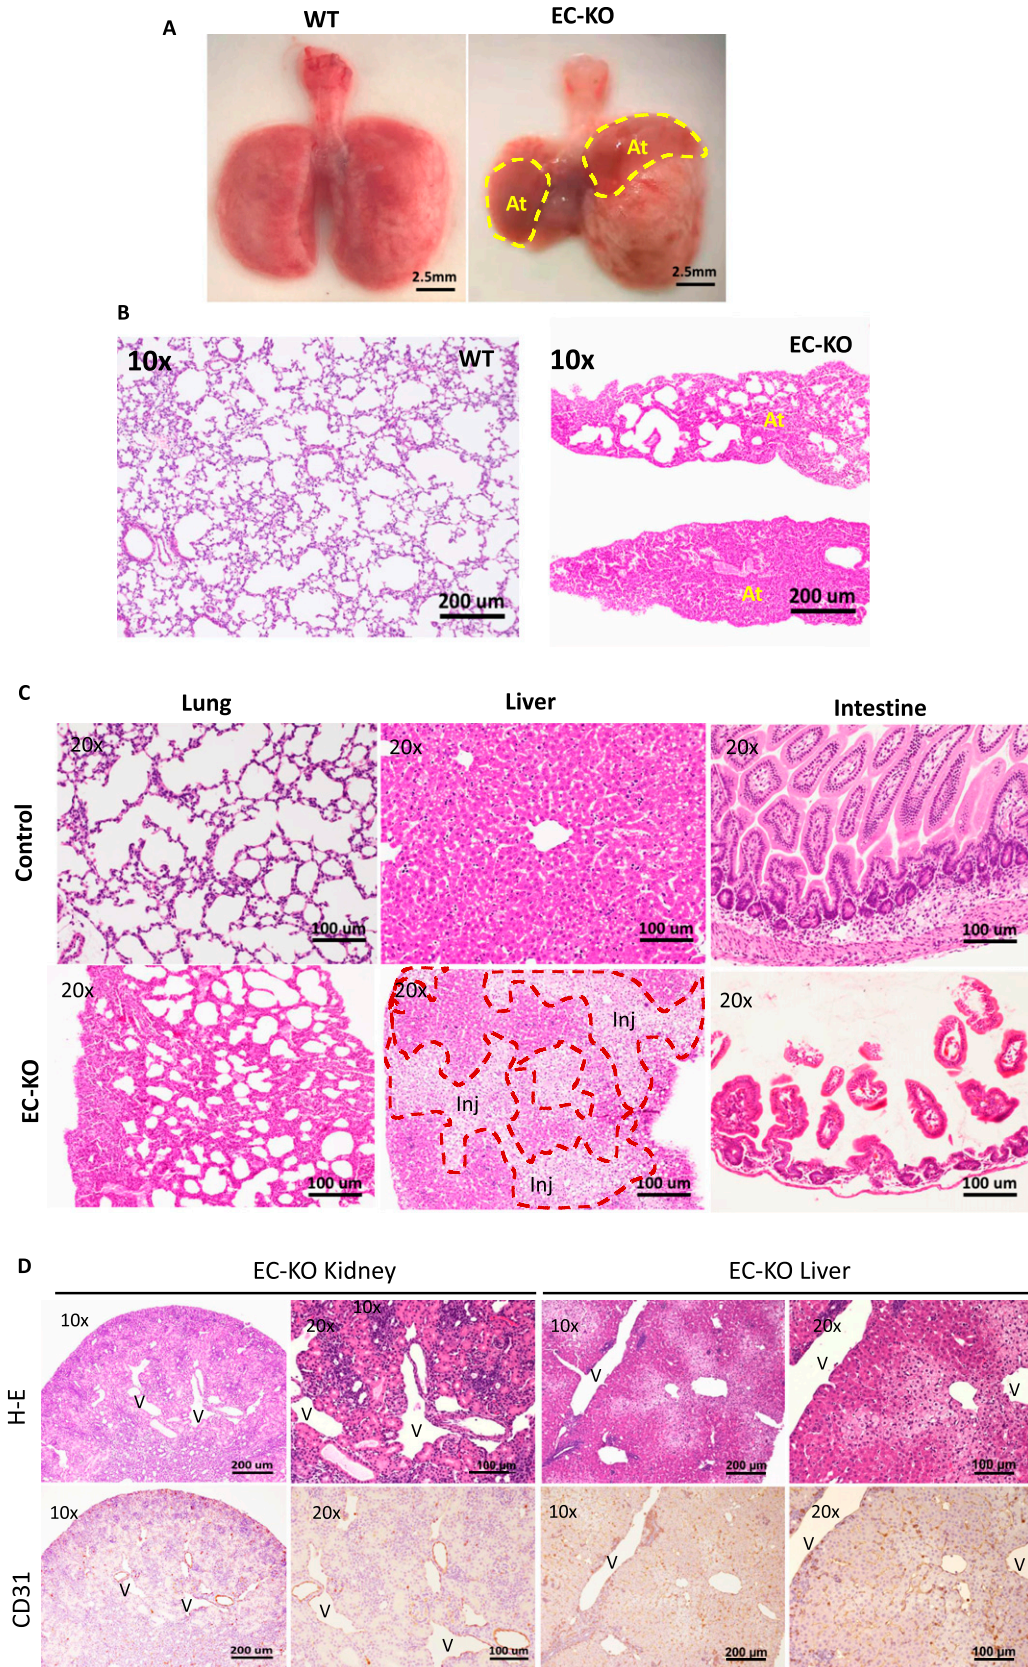 A
WT
EC-KO
At
At
2.5mm
2.5mm
B
10x
WT
10x
EC-KO
At
200 um
At
200 um
C
Lung
Liver
Intestine
Control
20x
20x
20x
100 um
100 um
100 um
EC-KO
20x
20x
20x
Inj
Inj
Inj
100 um
100 um
100 um
D
EC-KO Kidney
EC-KO Liver
H-E
10x
10x
20x
10x
20x
V
V
V
V
V
V
V
200 um
100 µm
200 µm
100 µm
CD31
10x
20x
10x
20x
V
V
V
V
V
V
V
200 um
100 µm
200 µm
100 µm